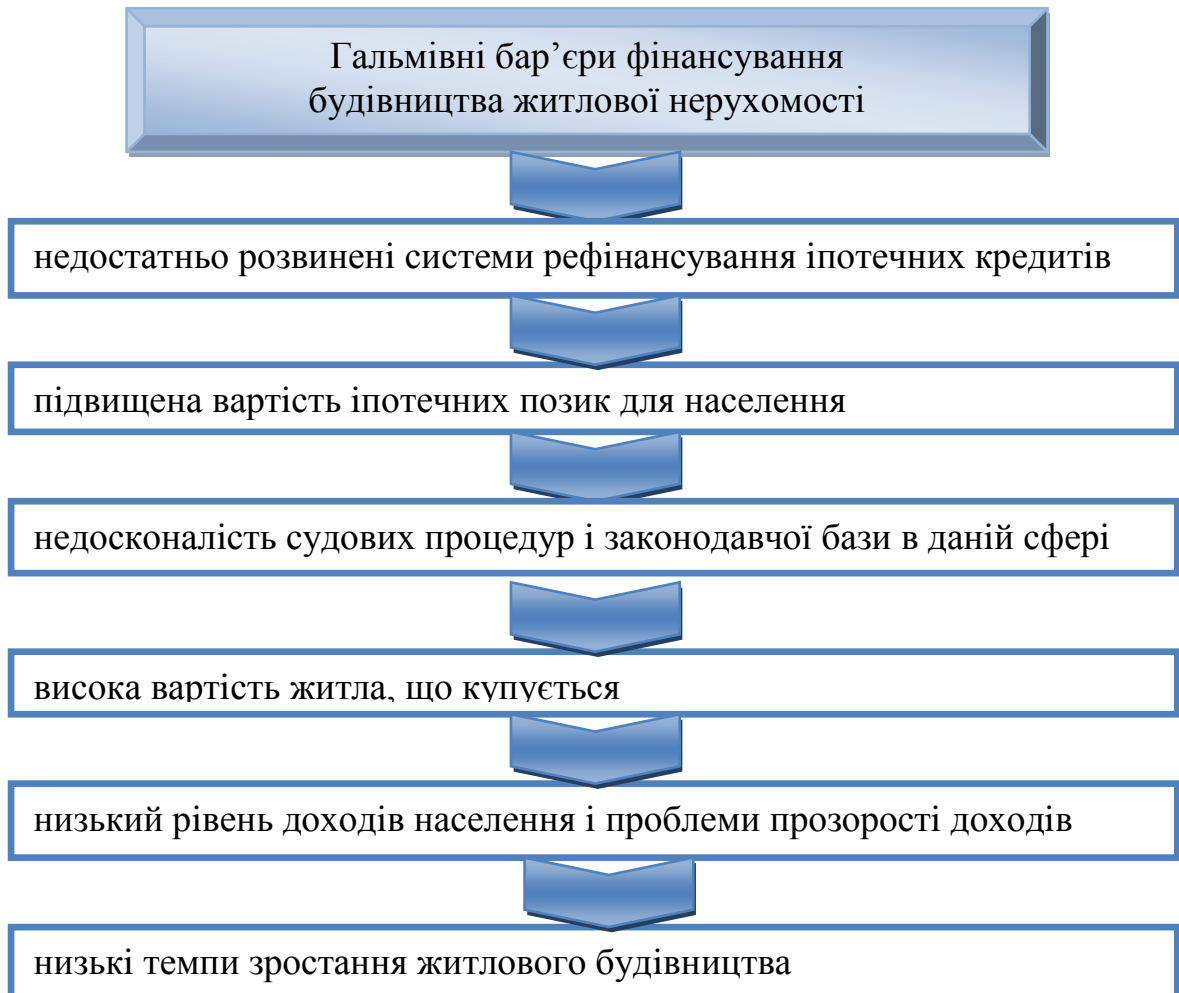 Гальмівні бар’єри фінансування
будівництва житлової нерухомості
недостатньо розвинені системи рефінансування іпотечних кредитів
підвищена вартість іпотечних позик для населення
недосконалість судових процедур і законодавчої бази в даній сфері
висока вартість житла, що купується
низький рівень доходів населення і проблеми прозорості доходів
низькі темпи зростання житлового будівництва